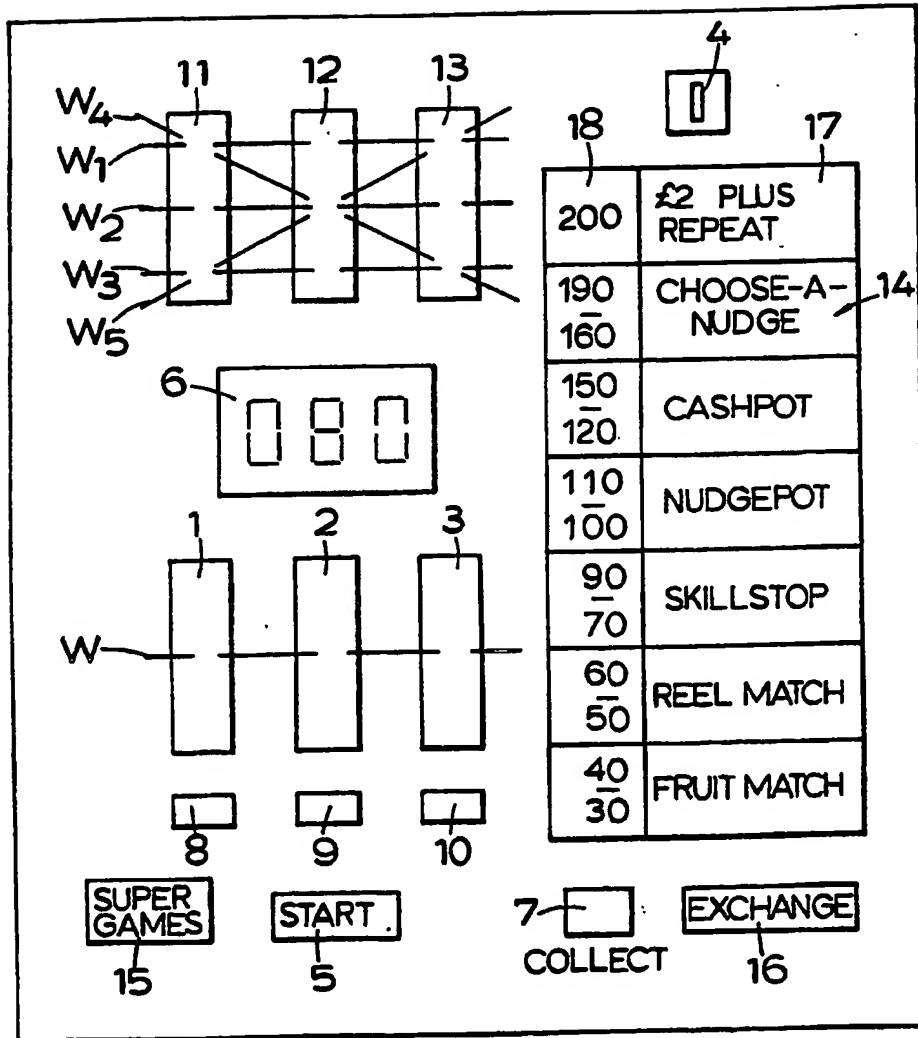 4
11 12 13
W4
W1
W2
W3
W5
18 17
200 £2 PLUS REPEAT
190 - 160 CHOOSE-A-NUDGE 14
150 - 120 CASHPOT
110 - 100 NUDGEPOT
90 - 70 SKILLSTOP
60 - 50 REEL MATCH
40 - 30 FRUIT MATCH
6
080
1 2 3
W
8 9 10
SUPER GAMES
15
START
5
7
COLLECT
EXCHANGE
16